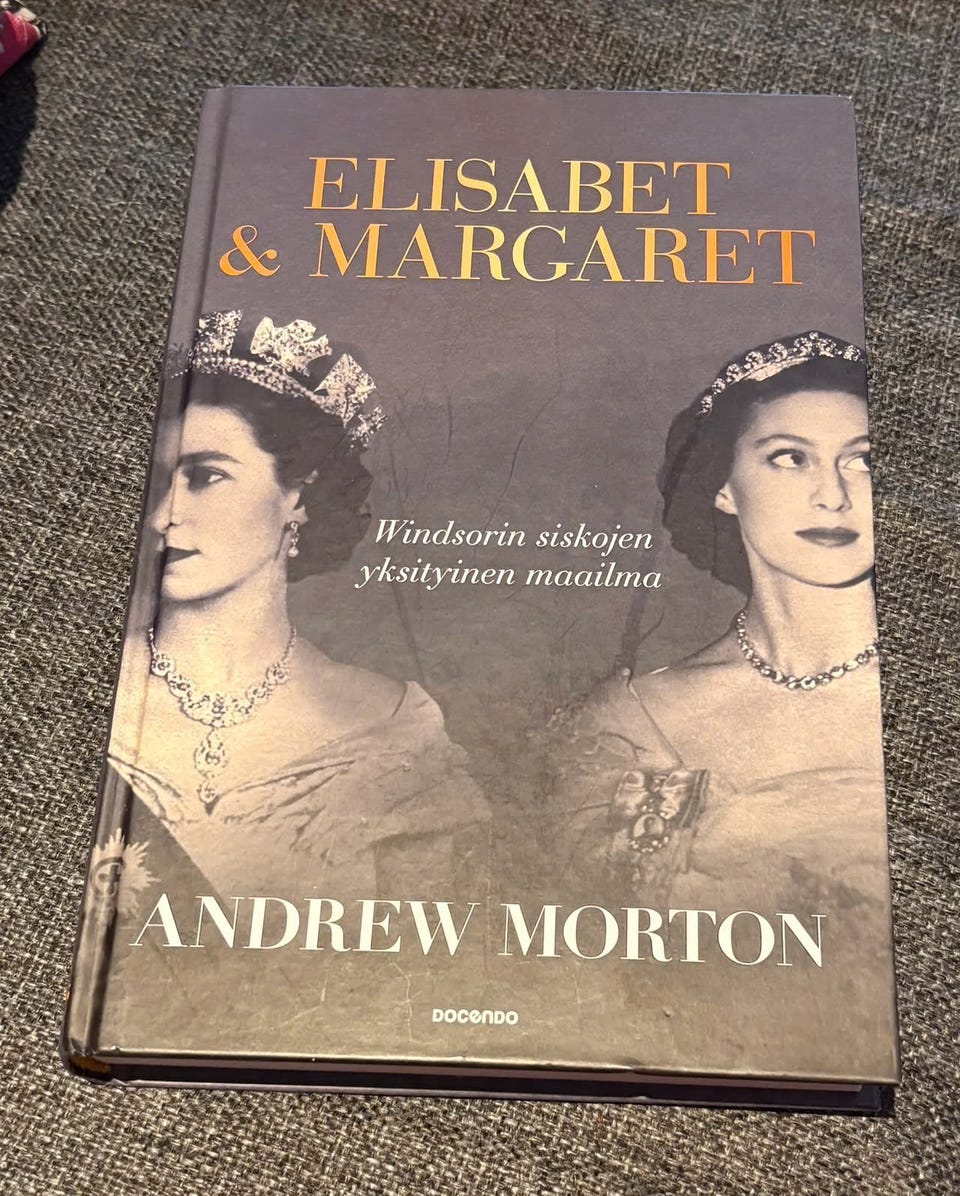 ELISABET
& MARGARET
Windsorin siskojen
yksityinen maailma
ANDREW MORTON
DOCENDO